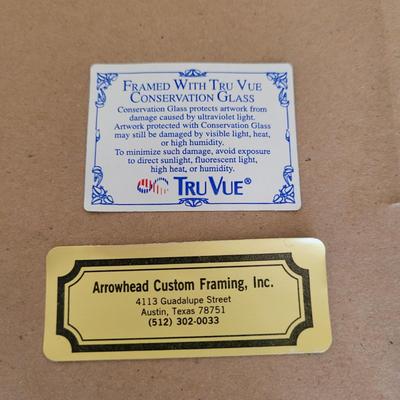 FRAMED WITH TRU VUE
CONSERVATION GLASS
Conservation Glass protects artwork from
damage caused by ultraviolet light.
Artwork protected with Conservation Glass
may still be damaged by visible light, heat,
or high humidity.
To minimize such damage, avoid exposure
to direct sunlight, fluorescent light,
high heat, or humidity.
TRU VUE®
Arrowhead Custom Framing, Inc.
4113 Guadalupe Street
Austin, Texas 78751
(512) 302-0033